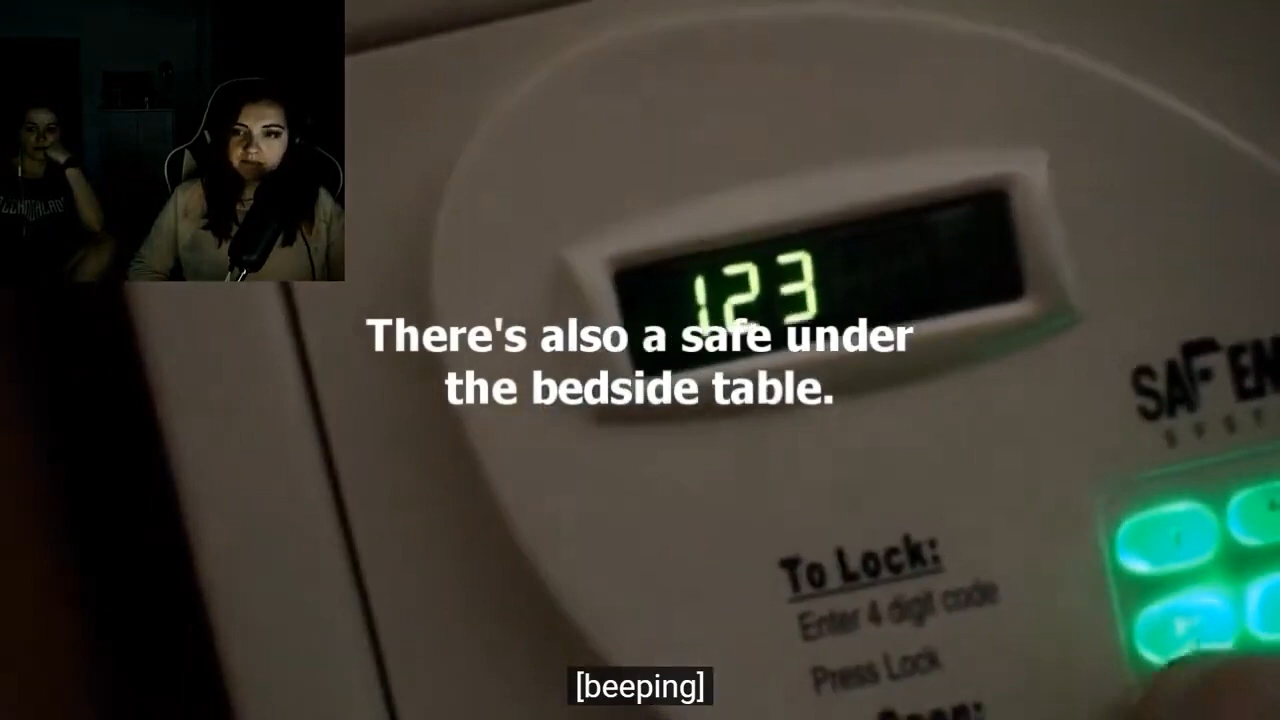 123
There's also a safe under
the bedside table.
To Lock:
Enter 4 digit code
Press Lock
[beeping]